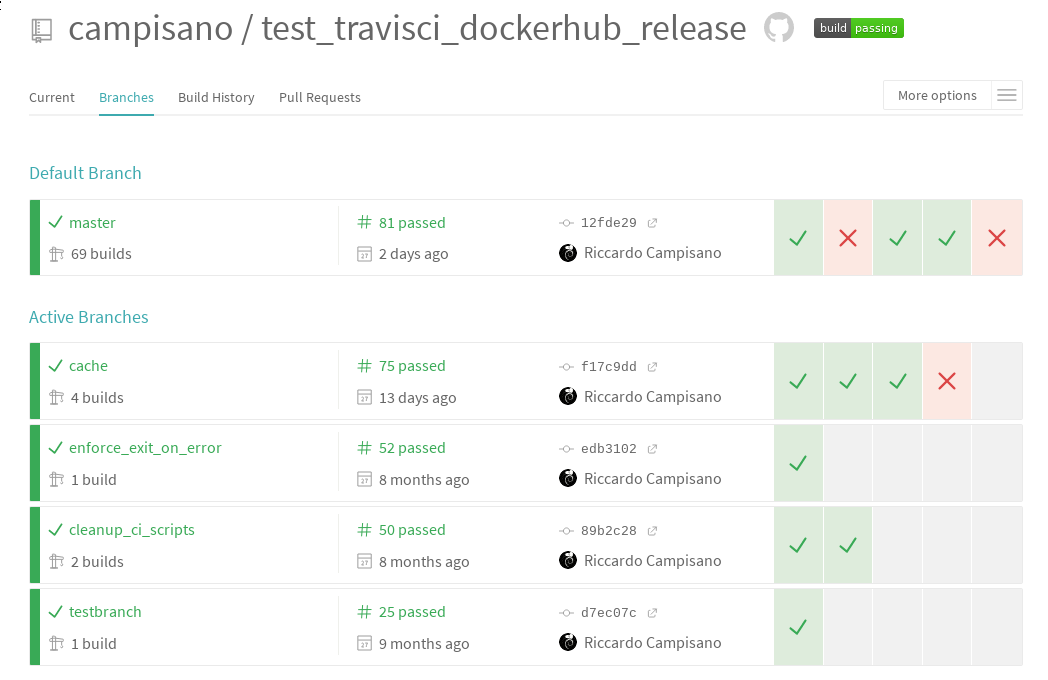 campisano / test_travisci_dockerhub_release build passing
Current Branches Build History Pull Requests More options
Default Branch
master # 81 passed 12fde29
69 builds 27 2 days ago Riccardo Campisano
Active Branches
cache # 75 passed f17c9dd
4 builds 27 13 days ago Riccardo Campisano
enforce_exit_on_error # 52 passed edb3102
1 build 27 8 months ago Riccardo Campisano
cleanup_ci_scripts # 50 passed 89b2c28
2 builds 27 8 months ago Riccardo Campisano
testbranch # 25 passed d7ec07c
1 build 27 9 months ago Riccardo Campisano